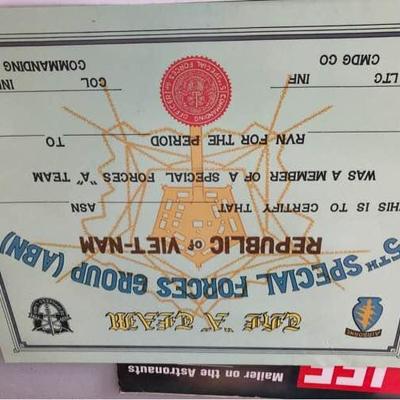 THE "A" TEAM
AIRBORNE
5TH SPECIAL FORCES GROUP (ABN)
REPUBLIC of VIET-NAM
THIS IS TO CERTIFY THAT ASN
WAS A MEMBER OF A SPECIAL FORCES "A" TEAM
RVN FOR THE PERIOD TO
LTC INF COL INF
CMDG CO COMMANDING
Mailer on the Astronauts